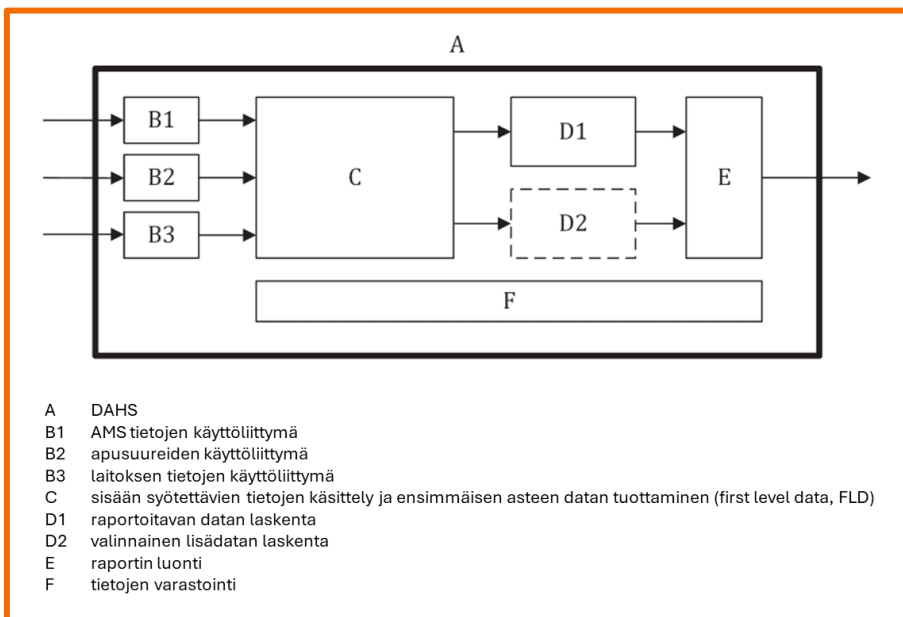 A
B1
B2
B3
C
D1
D2
E
F
A DAHS
B1 AMS tietojen käyttöliittymä
B2 apusuureiden käyttöliittymä
B3 laitoksen tietojen käyttöliittymä
C sisään syötettävien tietojen käsittely ja ensimmäisen asteen datan tuottaminen (first level data, FLD)
D1 raportoitavan datan laskenta
D2 valinnainen lisädatan laskenta
E raportin luonti
F tietojen varastointi